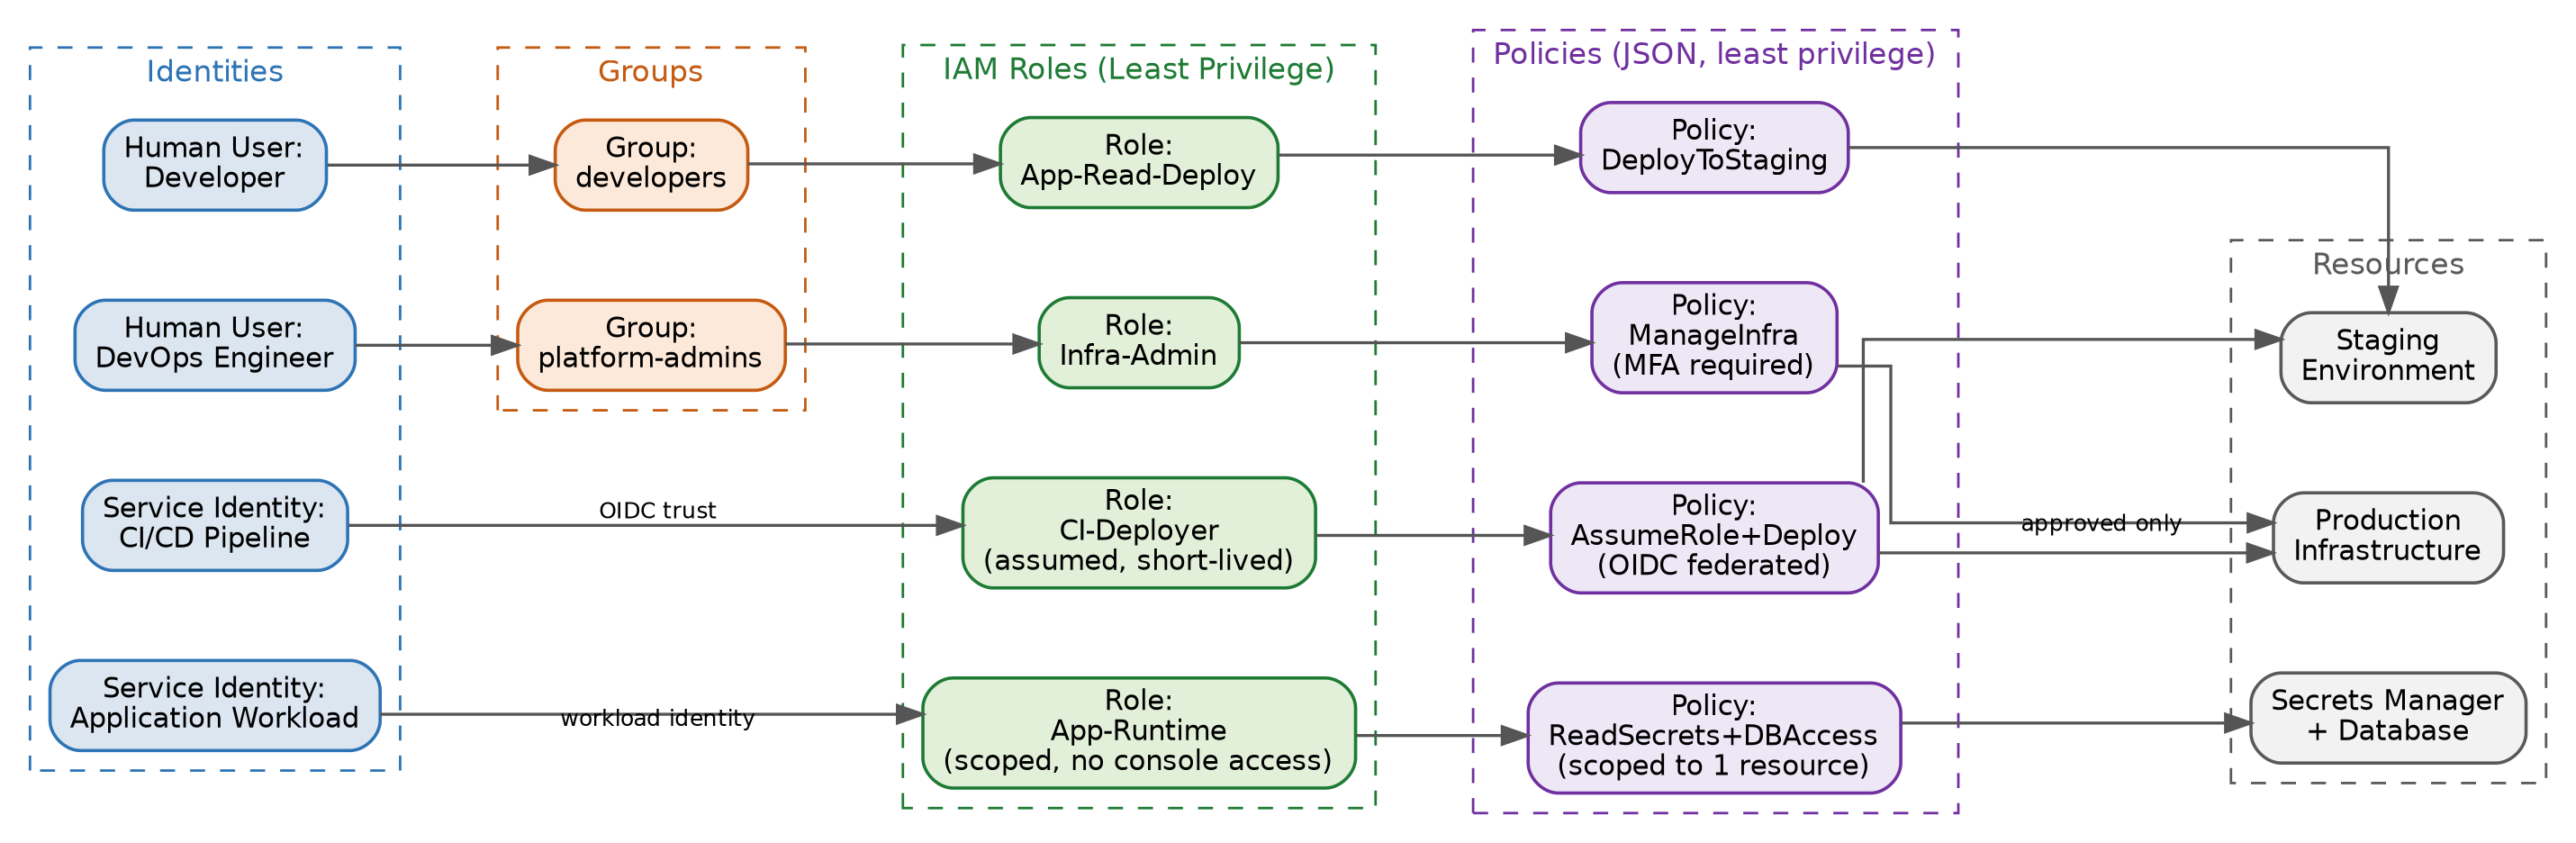 Identities
Human User:
Developer
Human User:
DevOps Engineer
Service Identity:
CI/CD Pipeline
Service Identity:
Application Workload
Groups
Group:
developers
Group:
platform-admins
OIDC trust
workload identity
IAM Roles (Least Privilege)
Role:
App-Read-Deploy
Role:
Infra-Admin
Role:
CI-Deployer
(assumed, short-lived)
Role:
App-Runtime
(scoped, no console access)
Policies (JSON, least privilege)
Policy:
DeployToStaging
Policy:
ManageInfra
(MFA required)
Policy:
AssumeRole+Deploy
(OIDC federated)
Policy:
ReadSecrets+DBAccess
(scoped to 1 resource)
approved only
Resources
Staging
Environment
Production
Infrastructure
Secrets Manager
+ Database